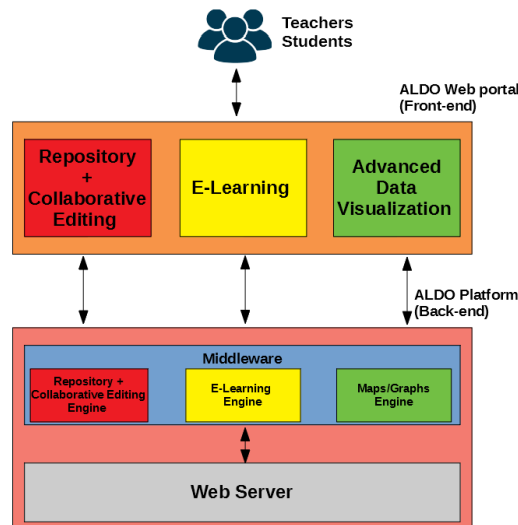 Teachers
Students
ALDO Web portal
(Front-end)
Repository
+
Collaborative
Editing
E-Learning
Advanced
Data
Visualization
ALDO Platform
(Back-end)
Middleware
Repository +
Collaborative Editing
Engine
E-Learning
Engine
Maps/Graphs
Engine
Web Server